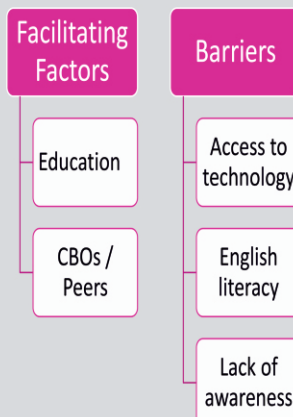 Facilitating
Factors
Education
CBOs /
Peers
Barriers
Access to
technology
English
literacy
Lack of
awareness